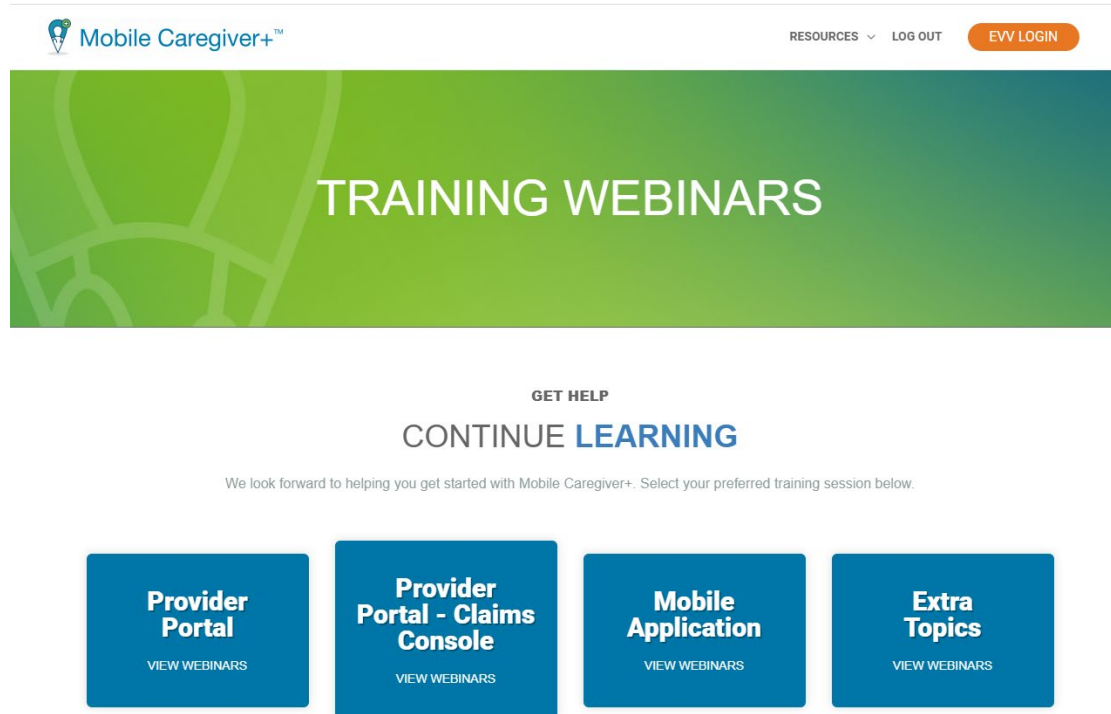 Mobile Caregiver+™
RESOURCES LOG OUT EVV LOGIN
TRAINING WEBINARS
GET HELP
CONTINUE LEARNING
We look forward to helping you get started with Mobile Caregiver+. Select your preferred training session below.
Provider
Portal
VIEW WEBINARS
Provider
Portal - Claims
Console
VIEW WEBINARS
Mobile
Application
VIEW WEBINARS
Extra
Topics
VIEW WEBINARS